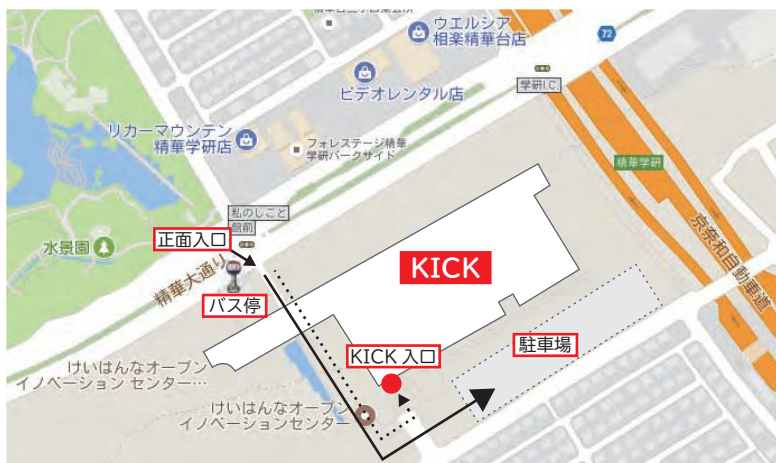 ウエルシア
相楽精華台店
72
学研I.C.
ビデオレンタル店
リカーマウンテン
精華学研店
フォレステージ精華
学研パークサイド
精華学研
私のしごと
館前
正面入口
水景園
精華大通り
バス停
KICK
京奈和自動車道
KICK 入口
駐車場
けいはんなオープン
イノベーション センター…
けいはんなオープン
イノベーションセンター